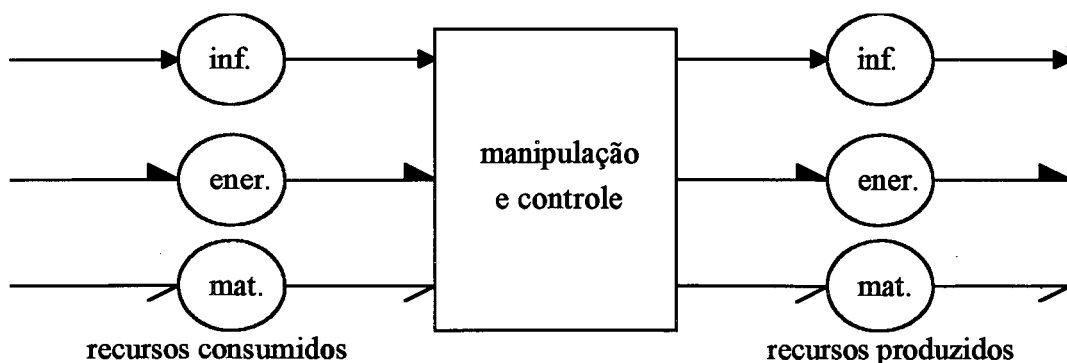 inf.
ener.
mat.
recursos consumidos
manipulação
e controle
inf.
ener.
mat.
recursos produzidos